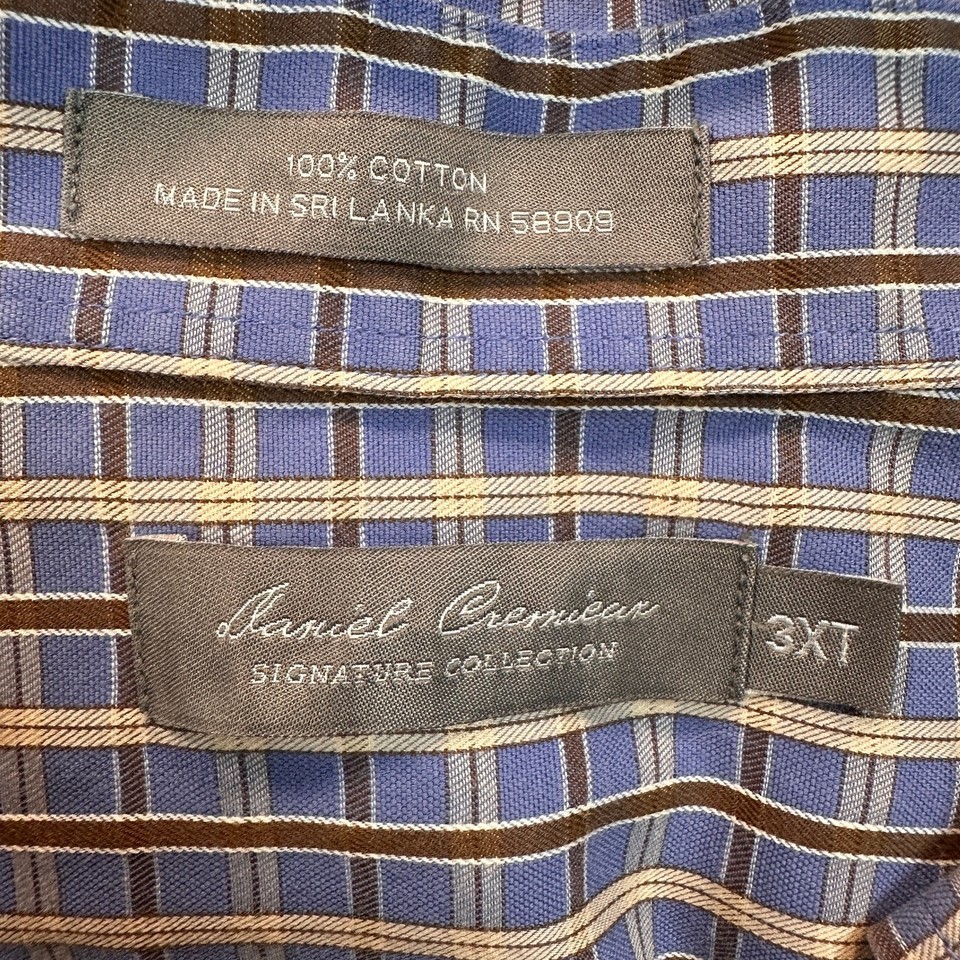 100% COTTON
MADE IN SRI LANKA RN 58909
Daniel Cremieux
SIGNATURE COLLECTION
3XT